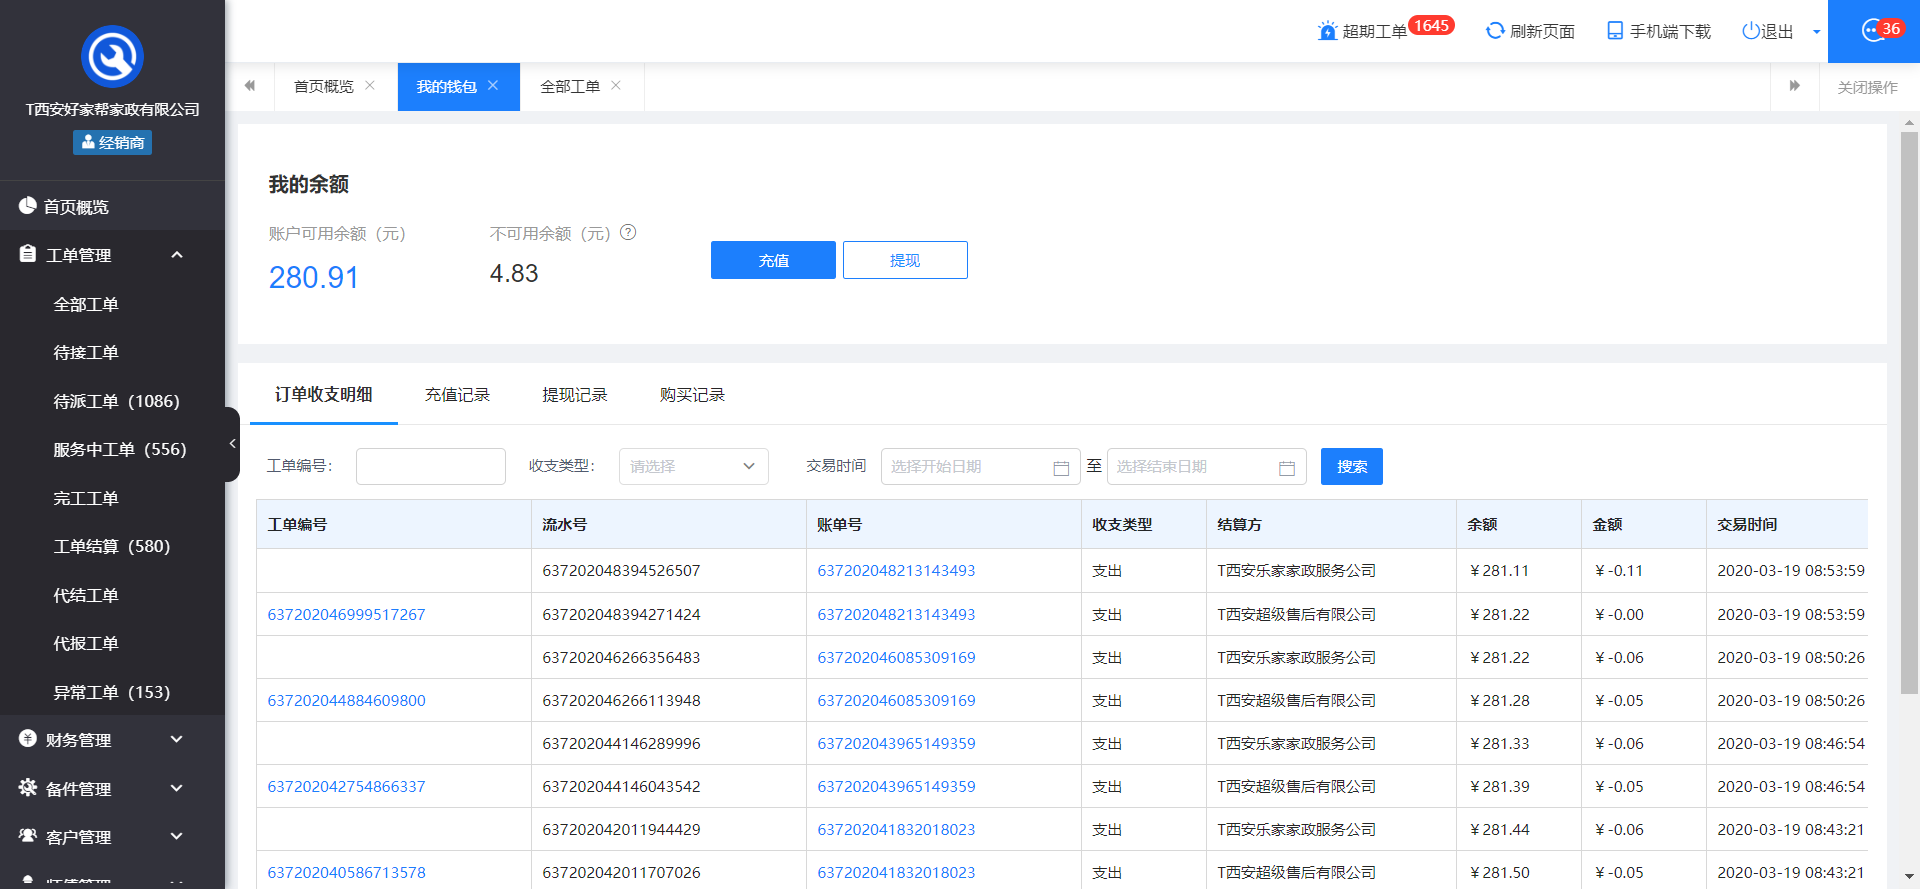 T西安好家帮家政有限公司
经销商
首页概览
工单管理
全部工单
待接工单
待派工单（1086）
服务中工单（556）
完工工单
工单结算（580）
代结工单
代报工单
异常工单（153）
财务管理
备件管理
客户管理
超期工单 1645 刷新页面 手机端下载 退出 36
首页概览 我的钱包 全部工单 关闭操作
我的余额
账户可用余额（元） 不可用余额（元）
280.91 4.83 充值 提现
订单收支明细 充值记录 提现记录 购买记录
工单编号： 收支类型： 请选择 交易时间 选择开始日期 至 选择结束日期 搜索
工单编号 流水号 账单号 收支类型 结算方 余额 金额 交易时间
637202048394526507 637202048213143493 支出 T西安乐家家政服务公司 ￥281.11 ￥-0.11 2020-03-19 08:53:59
637202046999517267 637202048394271424 637202048213143493 支出 T西安超级售后有限公司 ￥281.22 ￥-0.00 2020-03-19 08:53:59
637202046266356483 637202046085309169 支出 T西安乐家家政服务公司 ￥281.22 ￥-0.06 2020-03-19 08:50:26
637202044884609800 637202046266113948 637202046085309169 支出 T西安超级售后有限公司 ￥281.28 ￥-0.05 2020-03-19 08:50:26
637202044146289996 637202043965149359 支出 T西安乐家家政服务公司 ￥281.33 ￥-0.06 2020-03-19 08:46:54
637202042754866337 637202044146043542 637202043965149359 支出 T西安超级售后有限公司 ￥281.39 ￥-0.05 2020-03-19 08:46:54
637202042011944429 637202041832018023 支出 T西安乐家家政服务公司 ￥281.44 ￥-0.06 2020-03-19 08:43:21
637202040586713578 637202042011707026 637202041832018023 支出 T西安超级售后有限公司 ￥281.50 ￥-0.05 2020-03-19 08:43:21